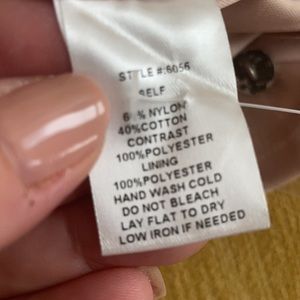 STYLE #:6056
SELF
6 % NYLON
40%COTTON
CONTRAST
100%POLYESTER
LINING
100%POLYESTER
HAND WASH COLD
DO NOT BLEACH
LAY FLAT TO DRY
LOW IRON IF NEEDED